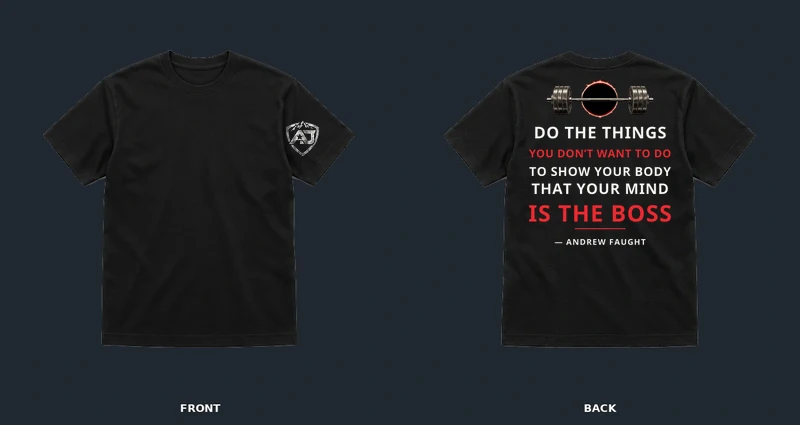 AJ
DO THE THINGS
YOU DON'T WANT TO DO
TO SHOW YOUR BODY
THAT YOUR MIND
IS THE BOSS
— ANDREW FAUGHT
FRONT
BACK